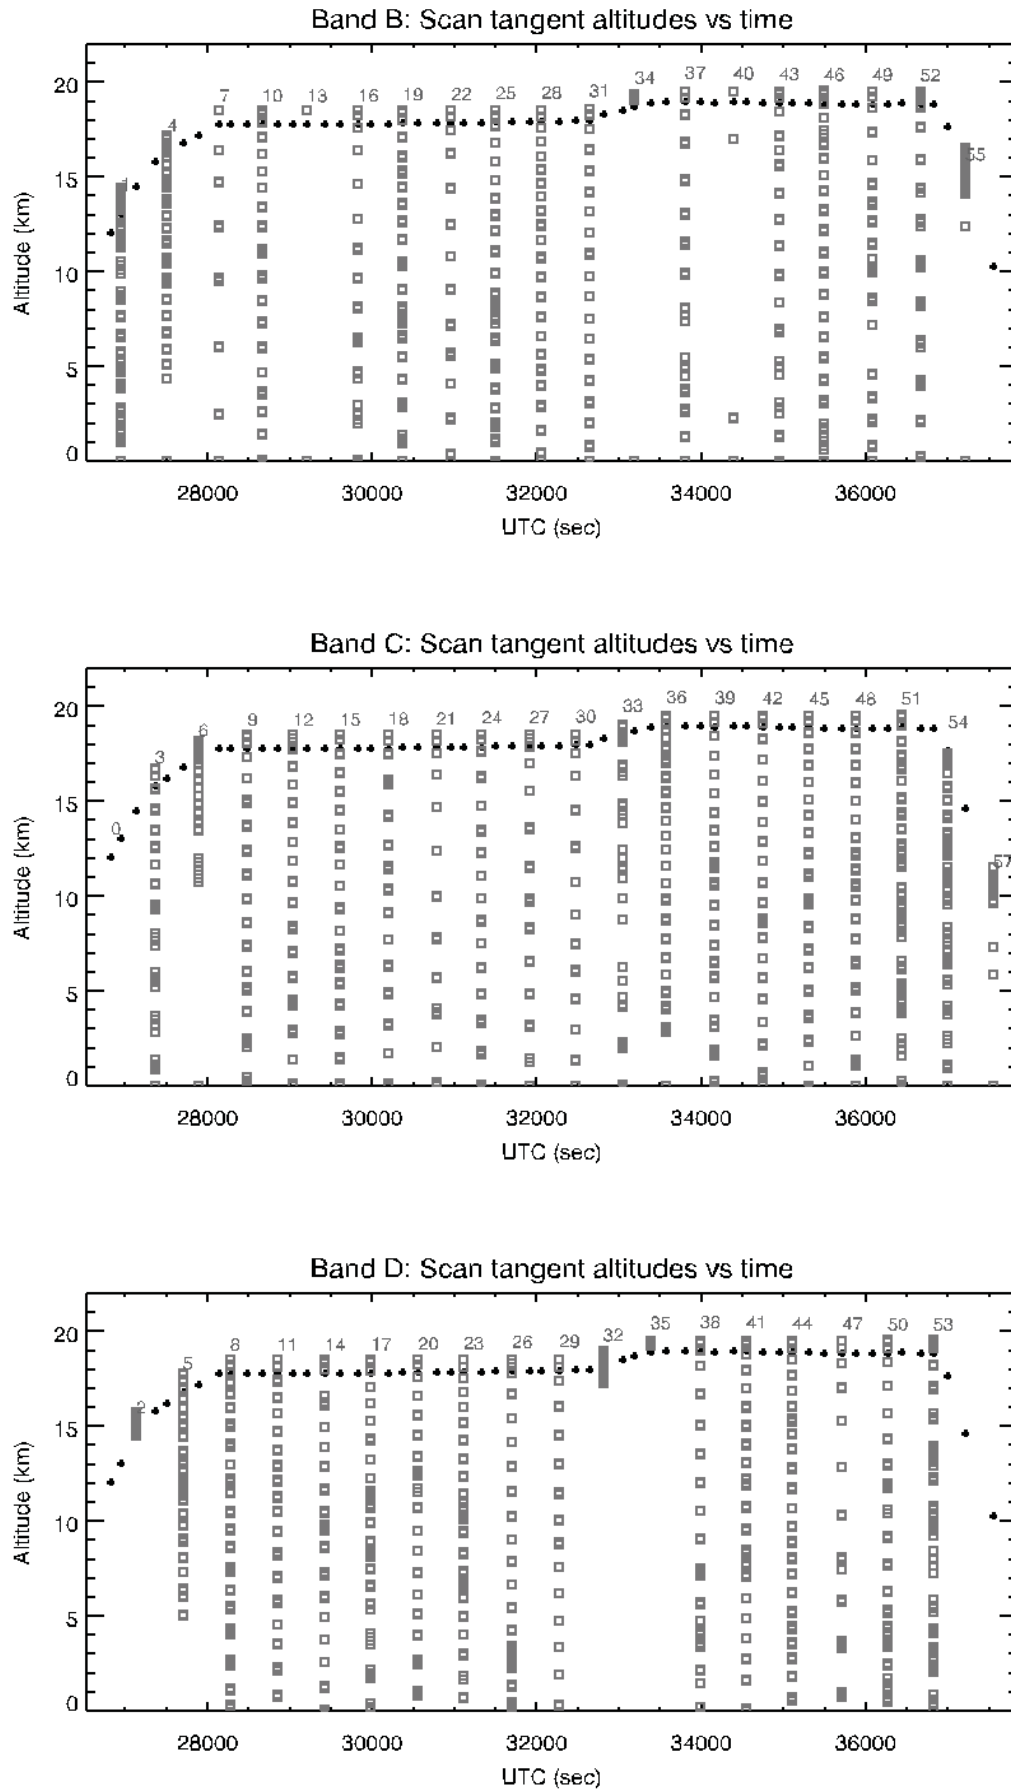 Band B: Scan tangent altitudes vs time
20
15
10
5
0
Altitude (km)
1 4 7 10 13 16 19 22 25 28 31 34 37 40 43 46 49 52 55
28000 30000 32000 34000 36000
UTC (sec)
Band C: Scan tangent altitudes vs time
20
15
10
5
0
Altitude (km)
0 3 6 9 12 15 18 21 24 27 30 33 36 39 42 45 48 51 54 57
28000 30000 32000 34000 36000
UTC (sec)
Band D: Scan tangent altitudes vs time
20
15
10
5
0
Altitude (km)
2 5 8 11 14 17 20 23 26 29 32 35 38 41 44 47 50 53
28000 30000 32000 34000 36000
UTC (sec)